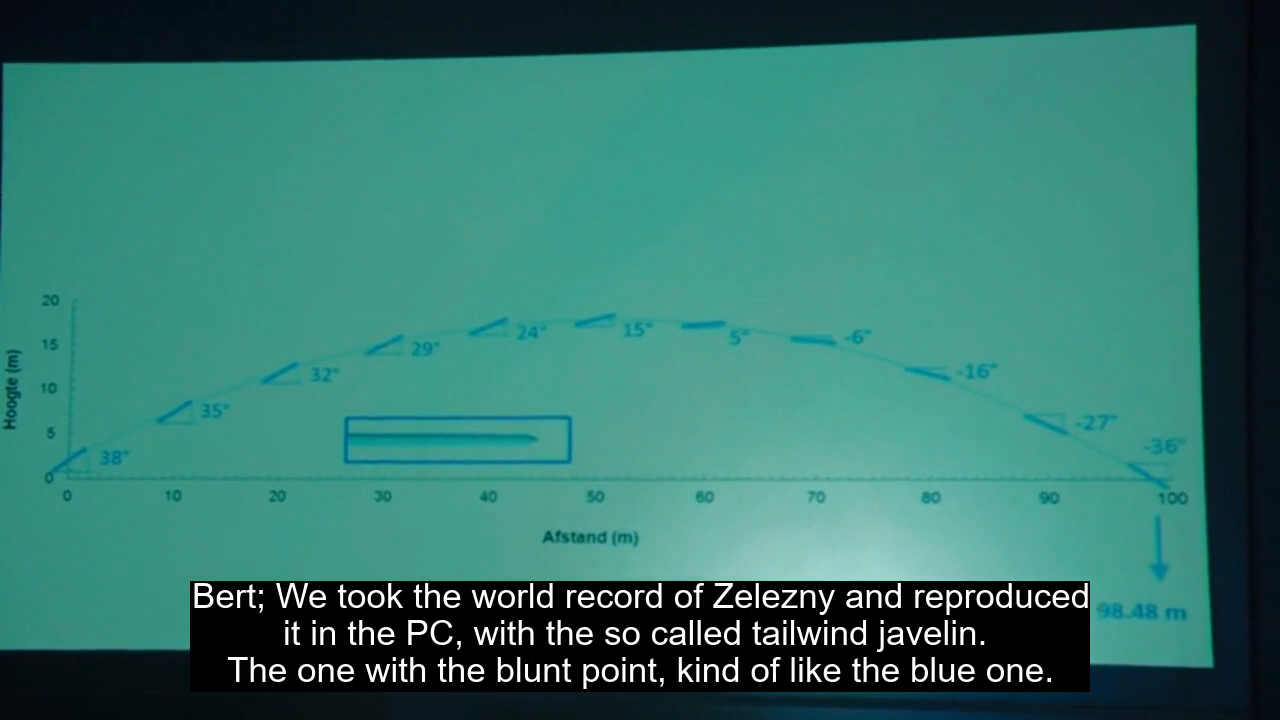 20
15
10
5
0
Hoogte (m)
38°
35°
32°
29°
24°
15°
5°
-6°
-16°
-27°
-36°
0 10 20 30 40 50 60 70 80 90 100
Afstand (m)
98.48 m
Bert; We took the world record of Zelezny and reproduced
it in the PC, with the so called tailwind javelin.
The one with the blunt point, kind of like the blue one.